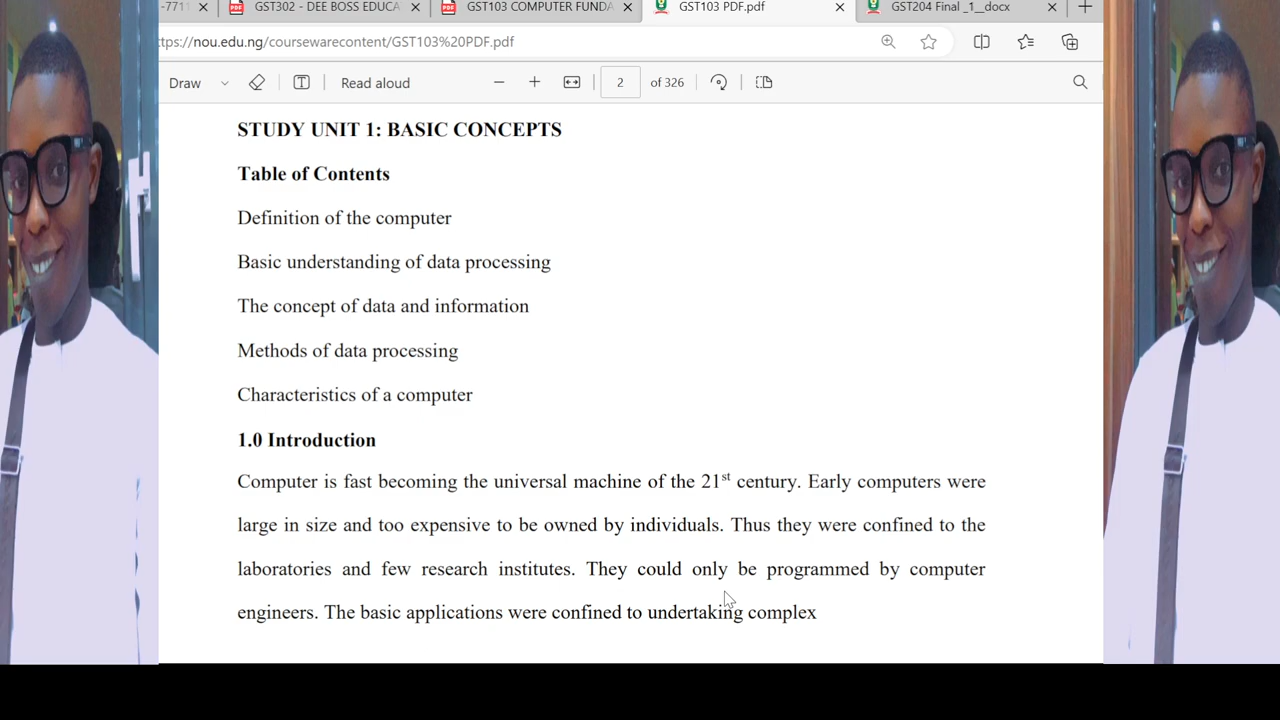 -7711
GST302 - DEE BOSS EDUCA
GST103 COMPUTER FUNDA
GST103 PDF.pdf
GST204 Final _1__docx
ttps://nou.edu.ng/coursewarecontent/GST103%20PDF.pdf
Draw Read aloud 2 of 326
STUDY UNIT 1: BASIC CONCEPTS
Table of Contents
Definition of the computer
Basic understanding of data processing
The concept of data and information
Methods of data processing
Characteristics of a computer
1.0 Introduction
Computer is fast becoming the universal machine of the 21st century. Early computers were
large in size and too expensive to be owned by individuals. Thus they were confined to the
laboratories and few research institutes. They could only be programmed by computer
engineers. The basic applications were confined to undertaking complex